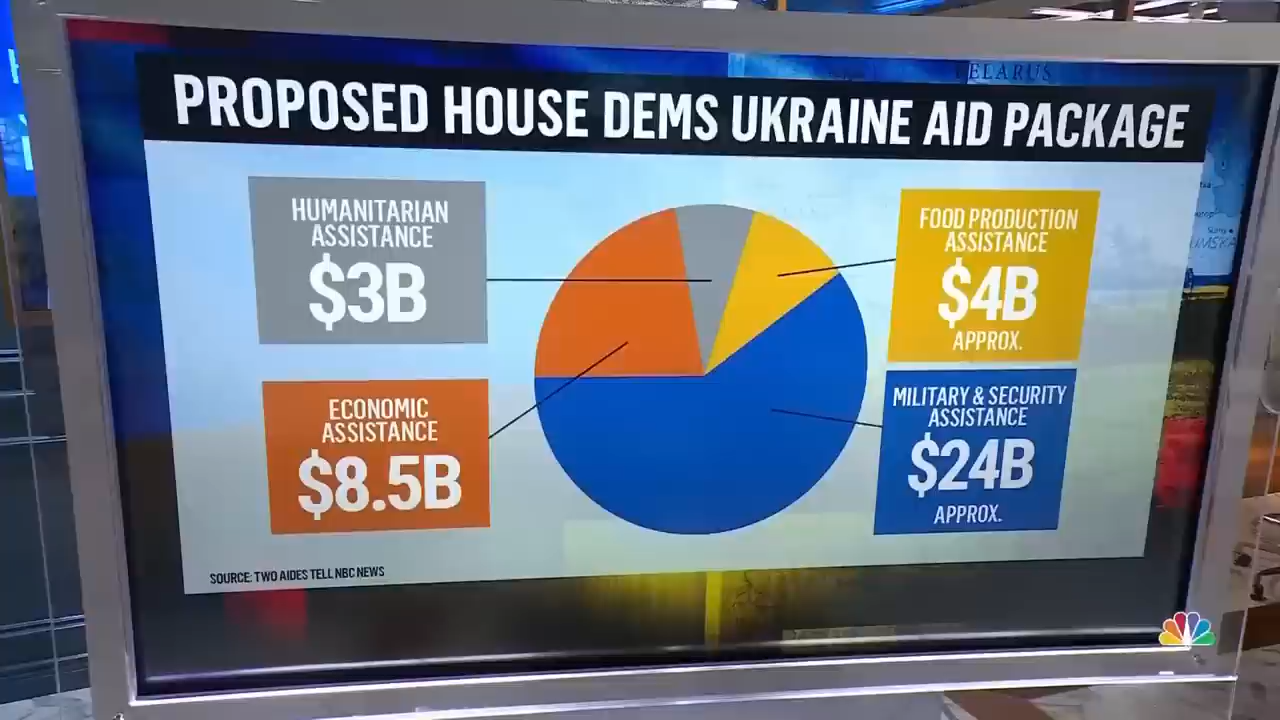 PROPOSED HOUSE DEMS UKRAINE AID PACKAGE
HUMANITARIAN
ASSISTANCE
$3B
FOOD PRODUCTION
ASSISTANCE
$4B
APPROX.
ECONOMIC
ASSISTANCE
$8.5B
MILITARY & SECURITY
ASSISTANCE
$24B
APPROX.
SOURCE: TWO AIDES TELL NBC NEWS